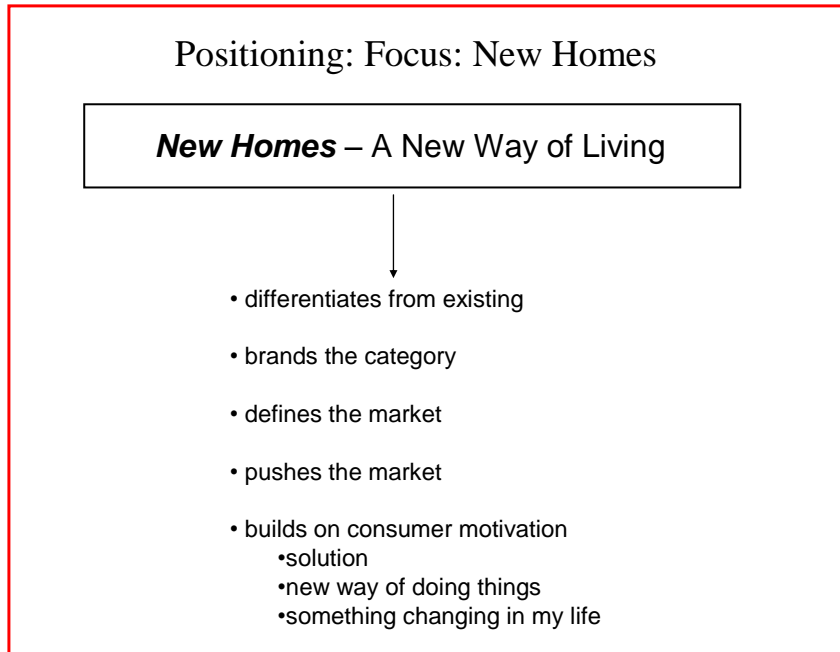 Positioning: Focus: New Homes
New Homes – A New Way of Living
• differentiates from existing
• brands the category
• defines the market
• pushes the market
• builds on consumer motivation
•solution
•new way of doing things
•something changing in my life